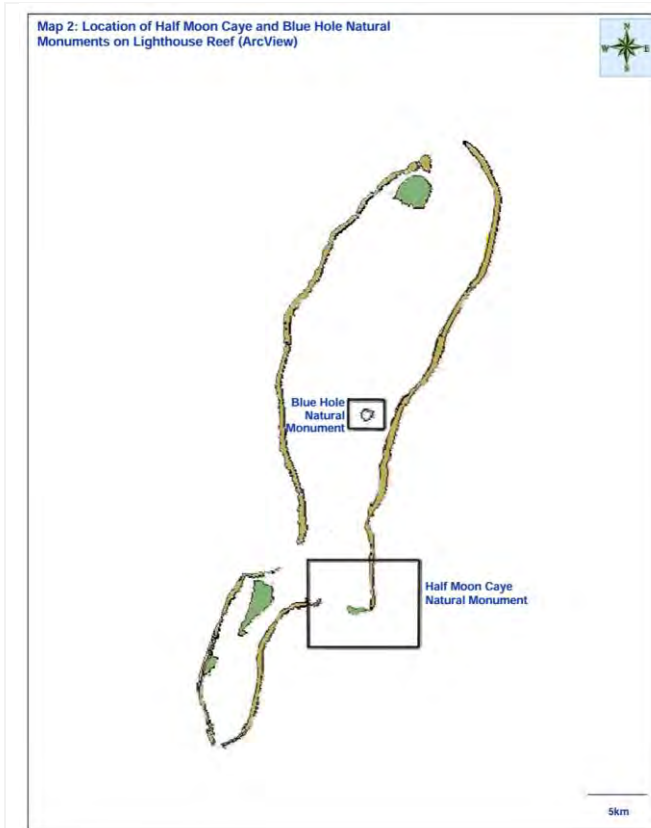 Map 2: Location of Half Moon Caye and Blue Hole Natural
Monuments on Lighthouse Reef (ArcView)
N
W E
S
Blue Hole
Natural
Monument
Half Moon Caye
Natural Monument
5km